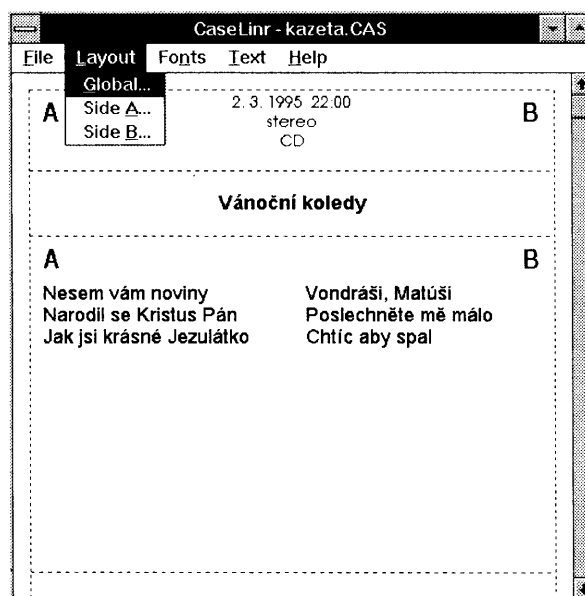 CaseLinr - kazeta.CAS
File Layout Fonts Text Help
Global...
Side A...
Side B...
A
2. 3. 1995 22:00
stereo
CD
B
Vánoční koledy
A
B
Nesem vám noviny
Narodil se Kristus Pán
Jak jsi krásné Jezulátko
Vondráši, Matúši
Poslechněte mě málo
Chtíc aby spal